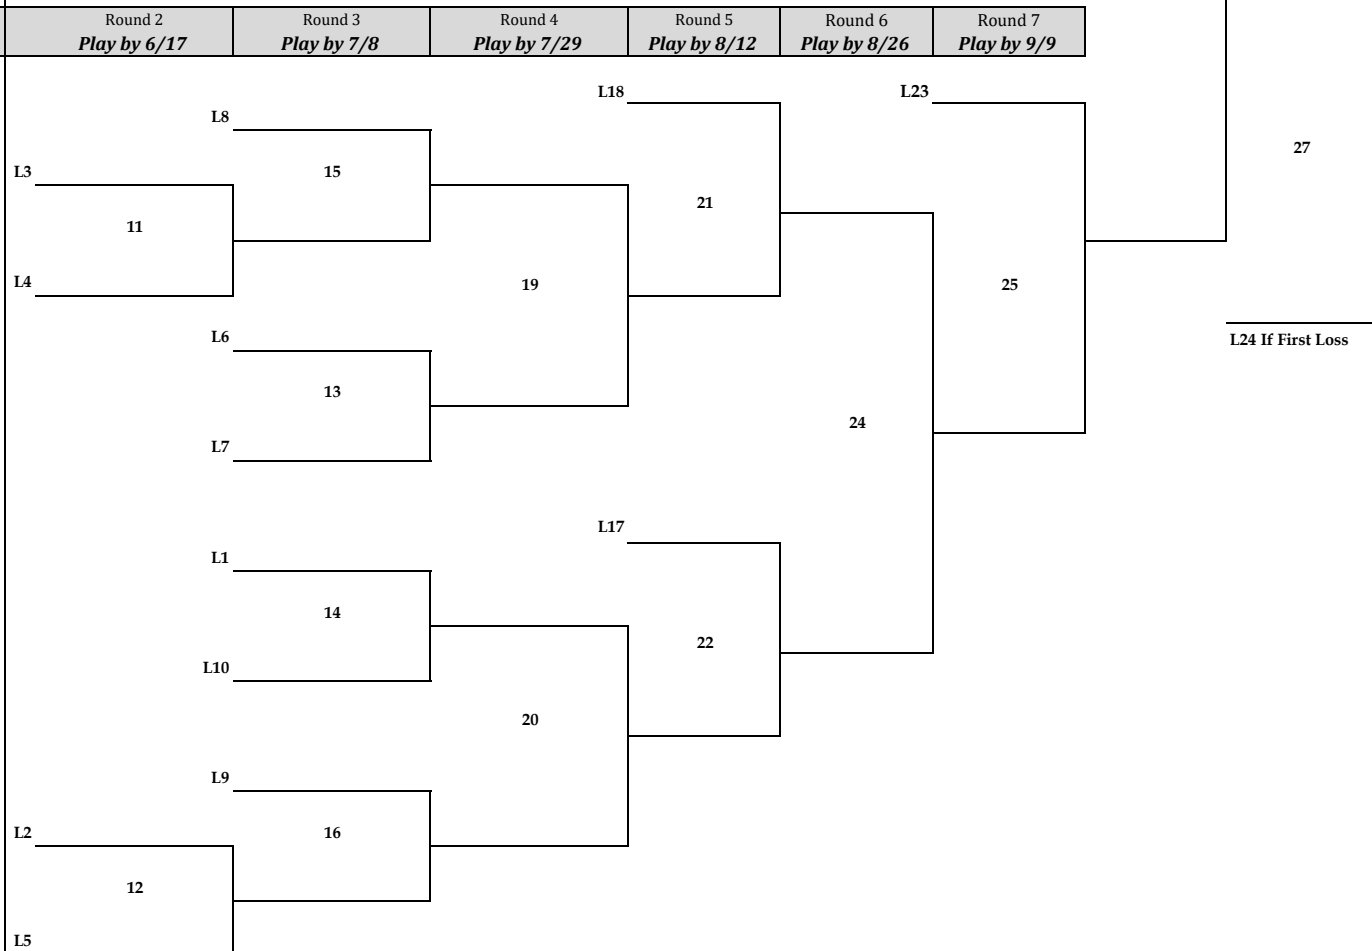 Round 2
Play by 6/17
Round 3
Play by 7/8
Round 4
Play by 7/29
Round 5
Play by 8/12
Round 6
Play by 8/26
Round 7
Play by 9/9
L18
L23
L8
27
L3
15
21
11
L4
19
25
L6
L24 If First Loss
13
24
L7
L17
L1
14
22
L10
20
L9
L2
16
12
L5